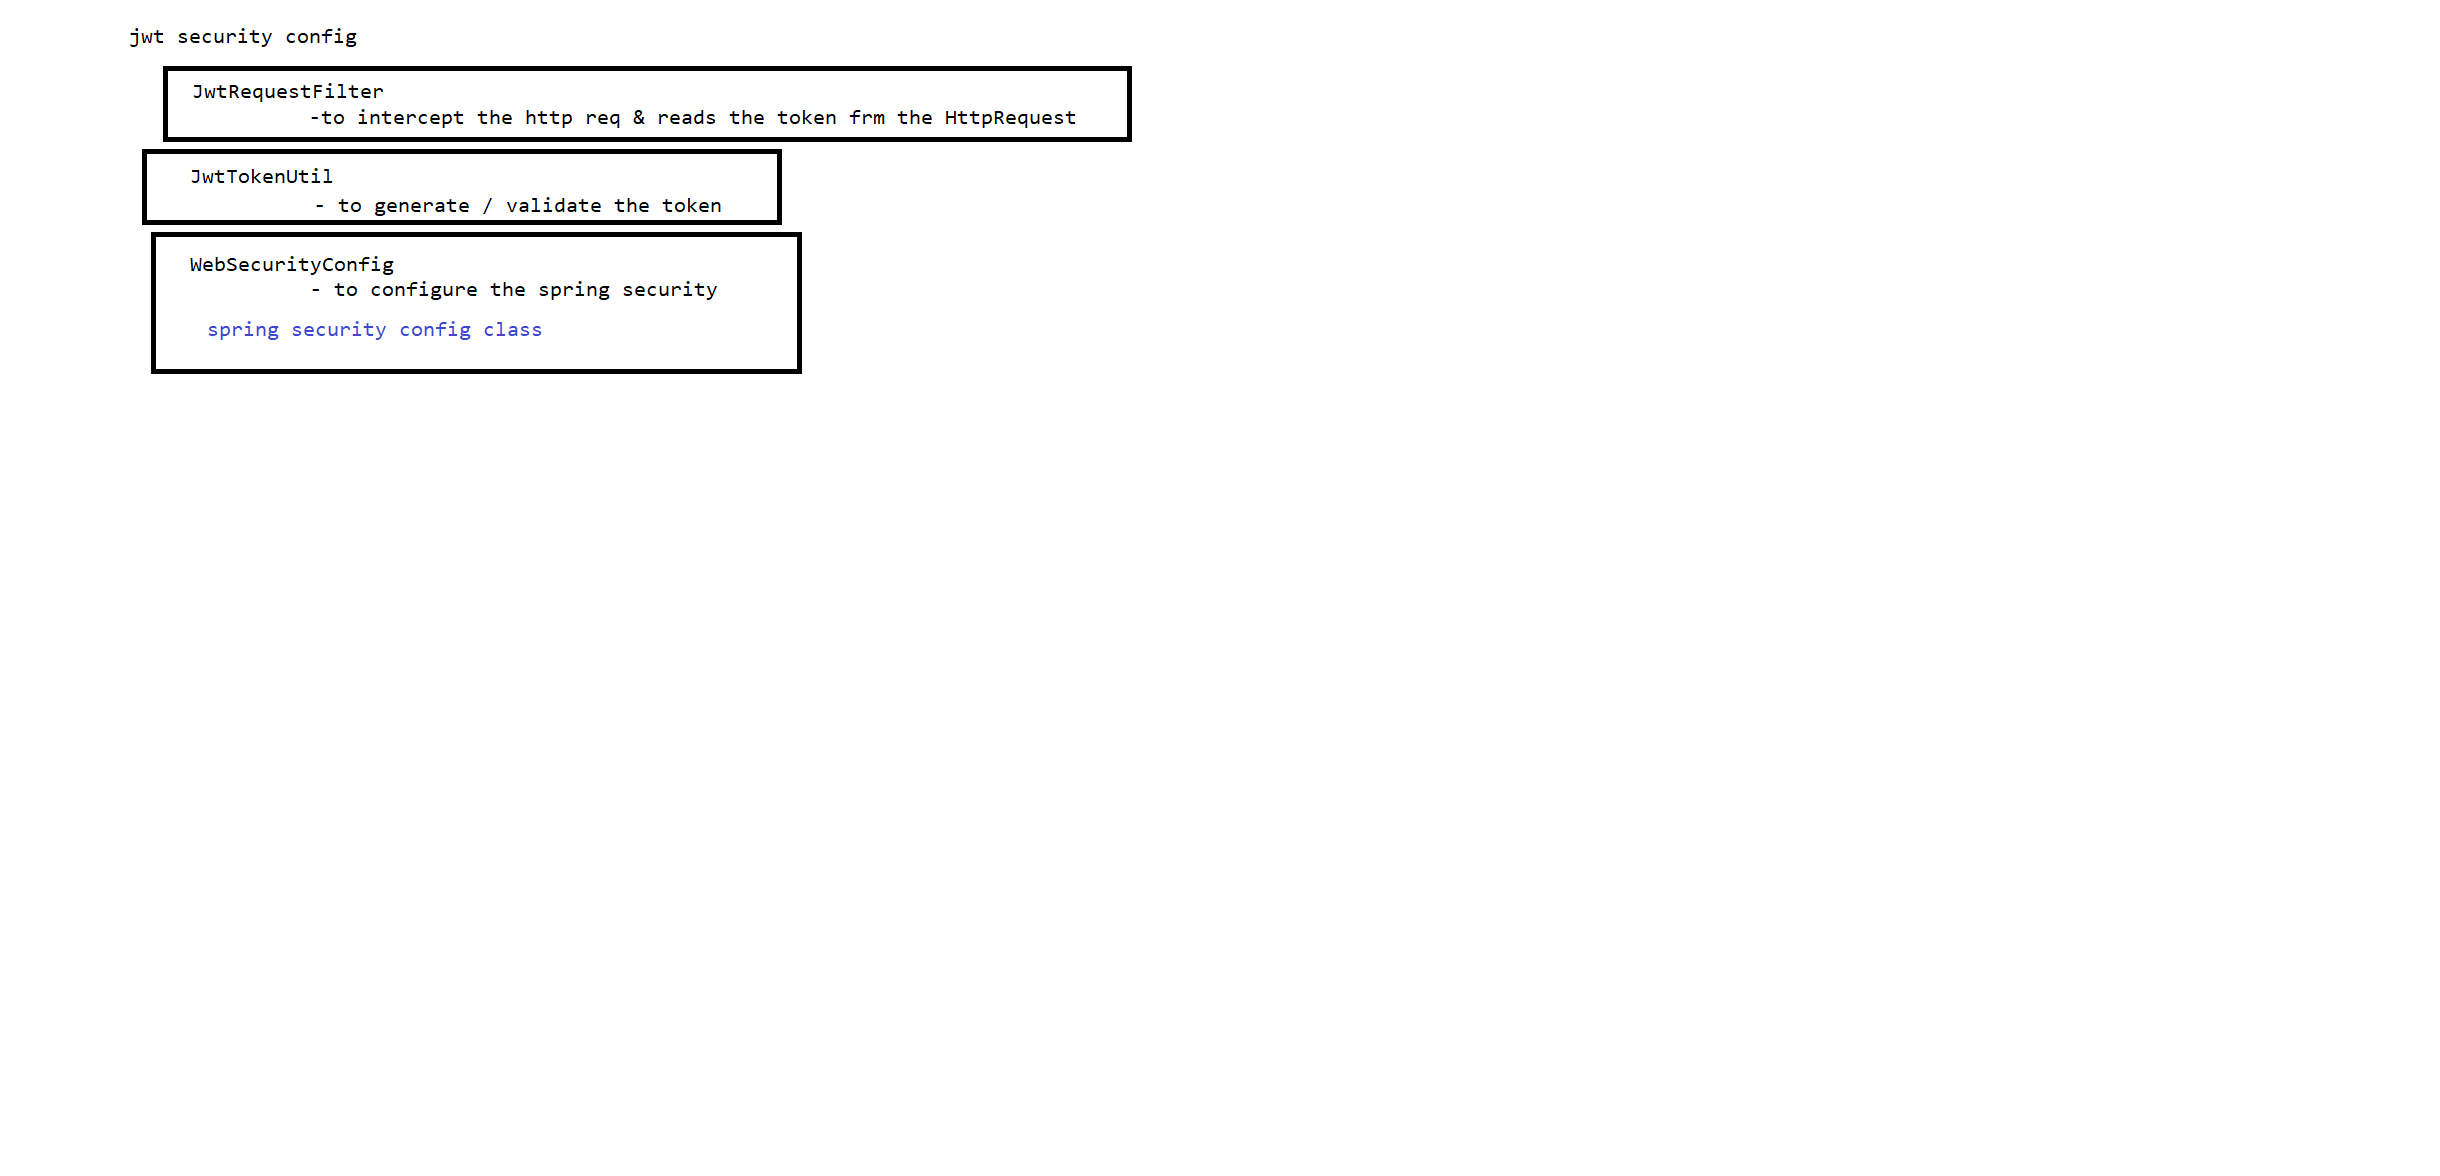 jwt security config
JwtRequestFilter
-to intercept the http req & reads the token frm the HttpRequest
JwtTokenUtil
- to generate / validate the token
WebSecurityConfig
- to configure the spring security
spring security config class